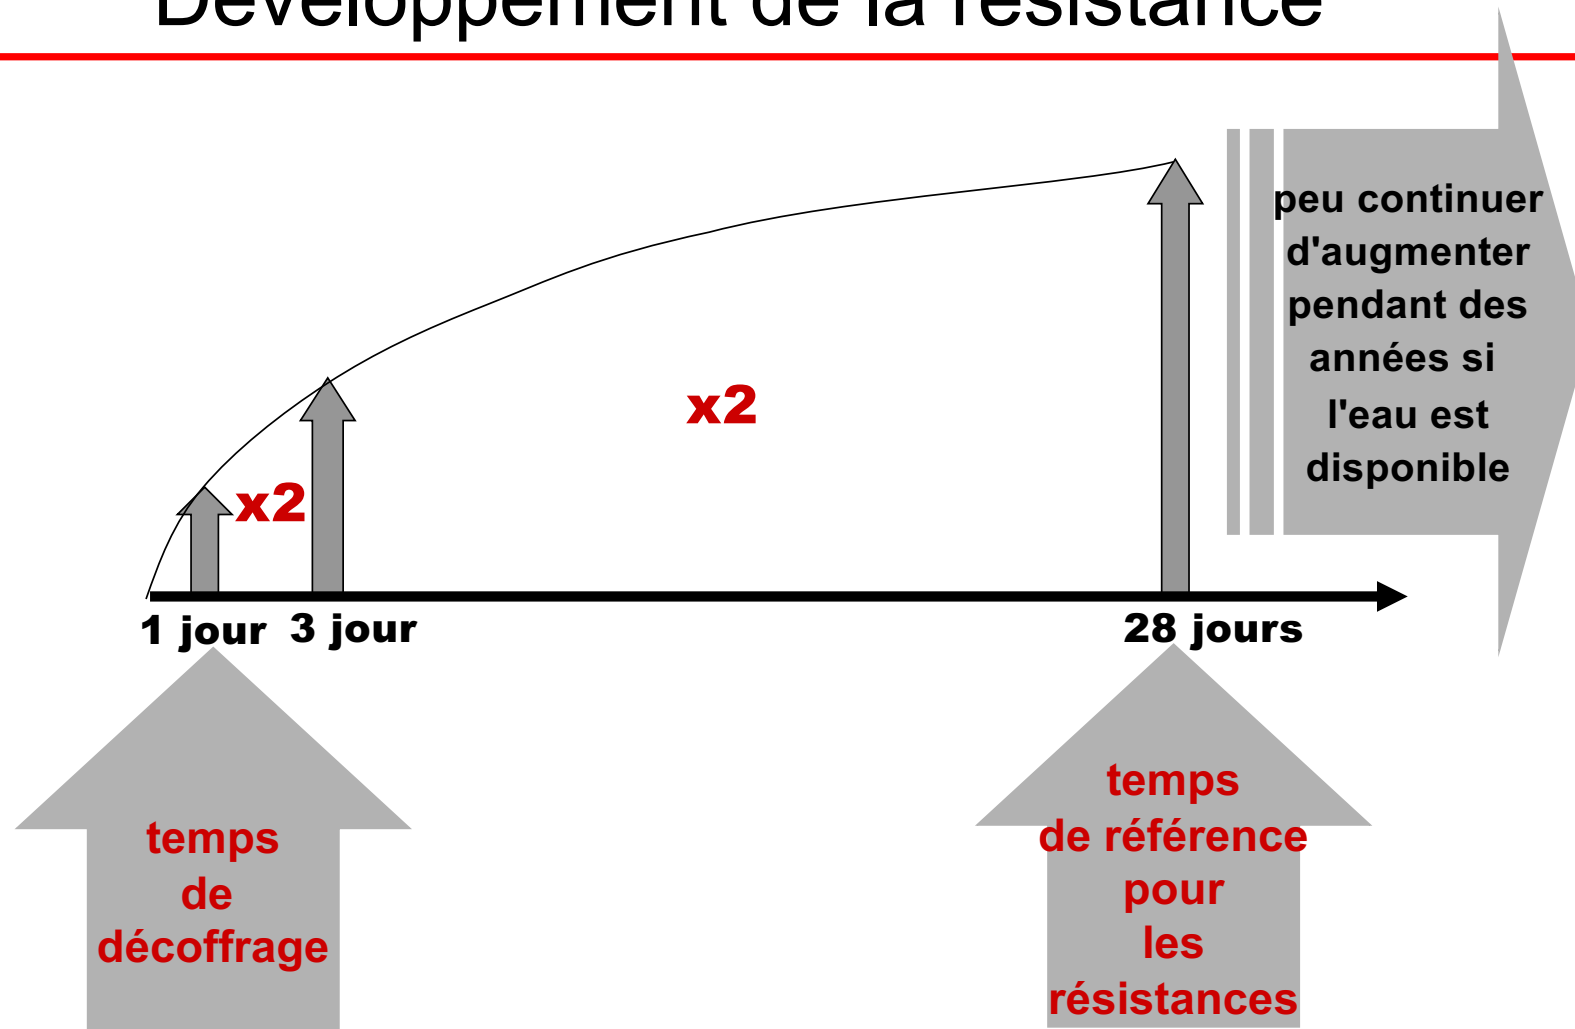 Développement de la résistance
peu continuer
d'augmenter
pendant des
années si
l'eau est
disponible
x2
x2
1 jour
3 jour
28 jours
temps
de
décoffrage
temps
de référence
pour
les
résistances